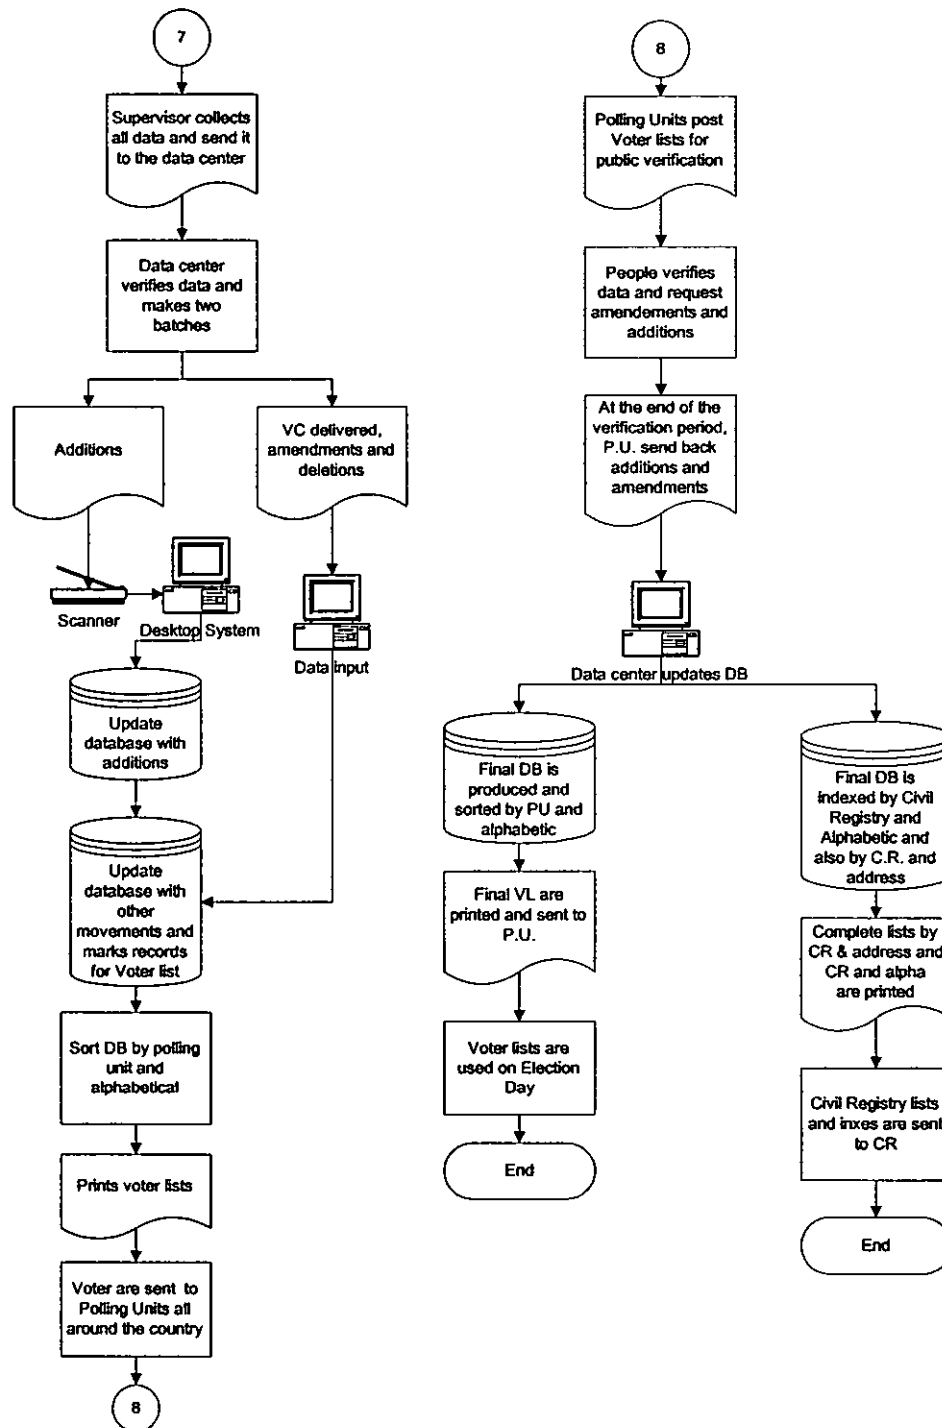 7
Supervisor collects
all data and send it
to the data center
Data center
verifies data and
makes two
batches
Additions
VC delivered,
amendments and
deletions
Scanner
Desktop System
Data input
Update
database with
additions
Update
database with
other
movements and
marks records
for Voter list
Sort DB by polling
unit and
alphabetical
Prints voter lists
Voter are sent to
Polling Units all
around the country
8
8
Polling Units post
Voter lists for
public verification
People verifies
data and request
amendements and
additions
At the end of the
verification period,
P.U. send back
additions and
amendments
Data center updates DB
Final DB is
produced and
sorted by PU and
alphabetic
Final VL are
printed and sent to
P.U.
Voter lists are
used on Election
Day
End
Final DB is
indexed by Civil
Registry and
Alphabetic and
also by C.R. and
address
Complete lists by
CR & address and
CR and alpha
are printed
Civil Registry lists
and inxes are sent
to CR
End